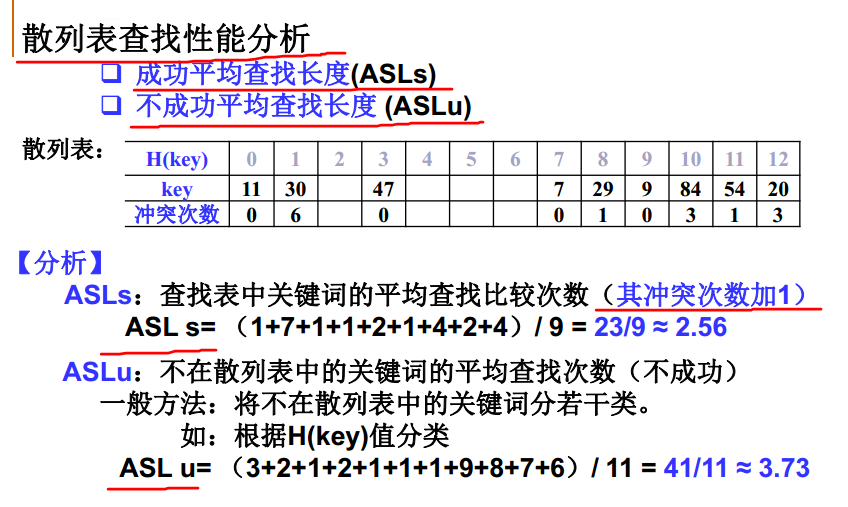 散列表查找性能分析
❑ 成功平均查找长度(ASLs)
❑ 不成功平均查找长度 (ASLu)
散列表：
H(key) 0 1 2 3 4 5 6 7 8 9 10 11 12
key 11 30 47 7 29 9 84 54 20
冲突次数 0 6 0 0 1 0 3 1 3
【分析】
ASLs：查找表中关键词的平均查找比较次数（其冲突次数加1）
ASL s= （1+7+1+1+2+1+4+2+4）/ 9 = 23/9 ≈ 2.56
ASLu：不在散列表中的关键词的平均查找次数（不成功）
一般方法：将不在散列表中的关键词分若干类。
如：根据H(key)值分类
ASL u= （3+2+1+2+1+1+1+9+8+7+6）/ 11 = 41/11 ≈ 3.73